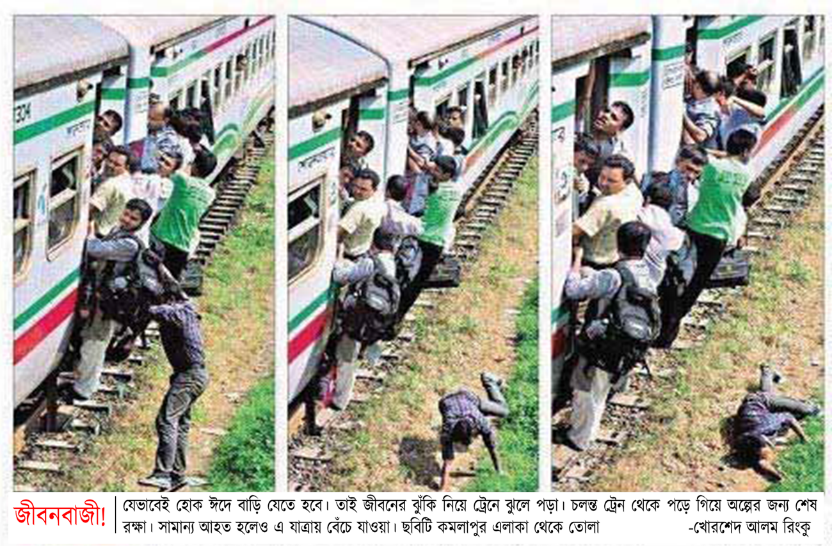 জীবনবাজী!
যেভাবেই হোক ঈদে বাড়ি যেতে হবে। তাই জীবনের ঝুঁকি নিয়ে ট্রেনে ঝুলে পড়া। চলন্ত ট্রেন থেকে পড়ে গিয়ে অল্পের জন্য শেষ
রক্ষা। সামান্য আহত হলেও এ যাত্রায় বেঁচে যাওয়া। ছবিটি কমলাপুর এলাকা থেকে তোলা -খোরশেদ আলম রিংকু